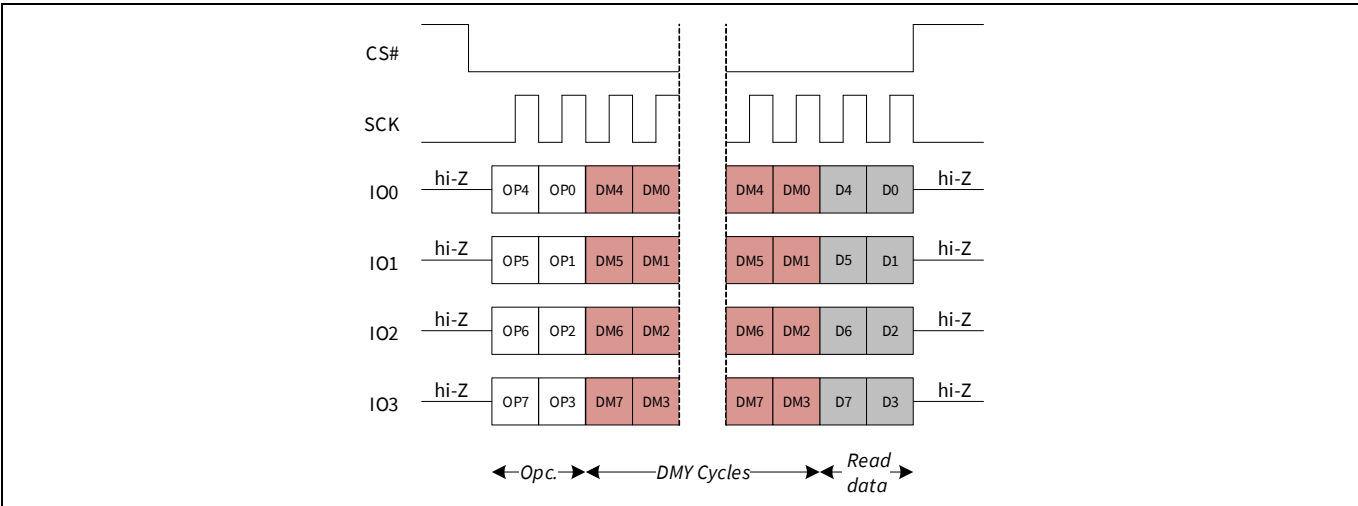 CS#
SCK
IO0 hi-Z OP4 OP0 DM4 DM0 DM4 DM0 D4 D0 hi-Z
IO1 hi-Z OP5 OP1 DM5 DM1 DM5 DM1 D5 D1 hi-Z
IO2 hi-Z OP6 OP2 DM6 DM2 DM6 DM2 D6 D2 hi-Z
IO3 hi-Z OP7 OP3 DM7 DM3 DM7 DM3 D7 D3 hi-Z
Opc. DMY Cycles Read
data